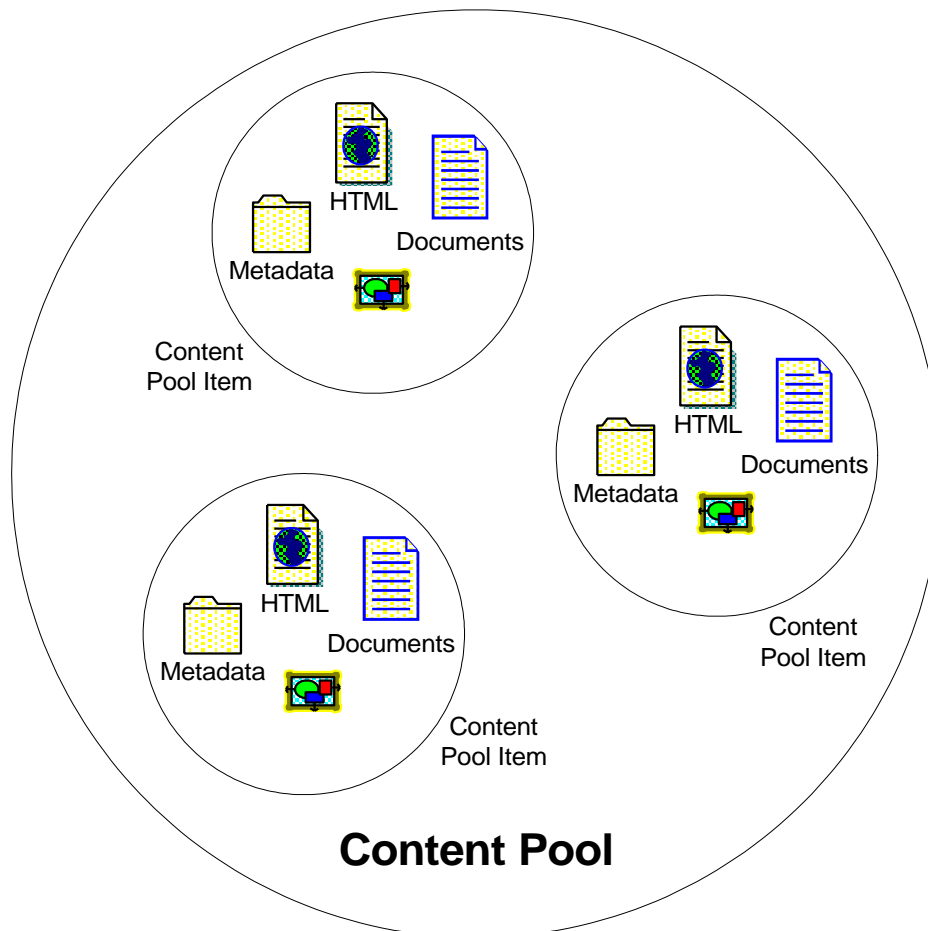 HTML
Documents
Metadata
Content
Pool Item
HTML
Documents
Metadata
Content
Pool Item
HTML
Documents
Metadata
Content
Pool Item
Content Pool